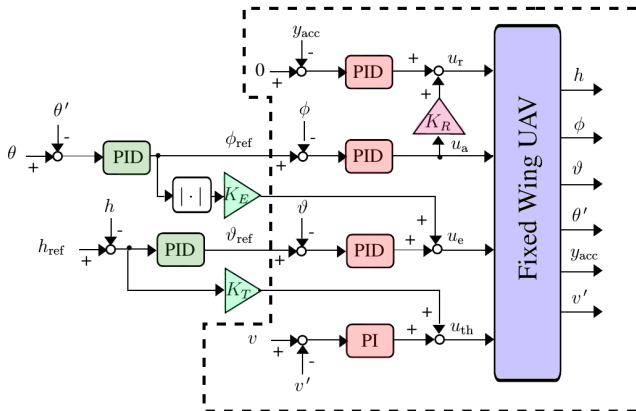 y_acc
-
0
+
PID
+
u_r
+
K_R
h
θ′
-
θ
+
PID
ϕ_ref
ϕ
-
+
PID
u_a
Fixed Wing UAV
ϕ
|·|
K_E
ϑ
h
-
h_ref
+
PID
ϑ_ref
ϑ
-
+
PID
+
+
u_e
θ′
y_acc
K_T
v′
v
+
-
v′
PI
+
+
u_th